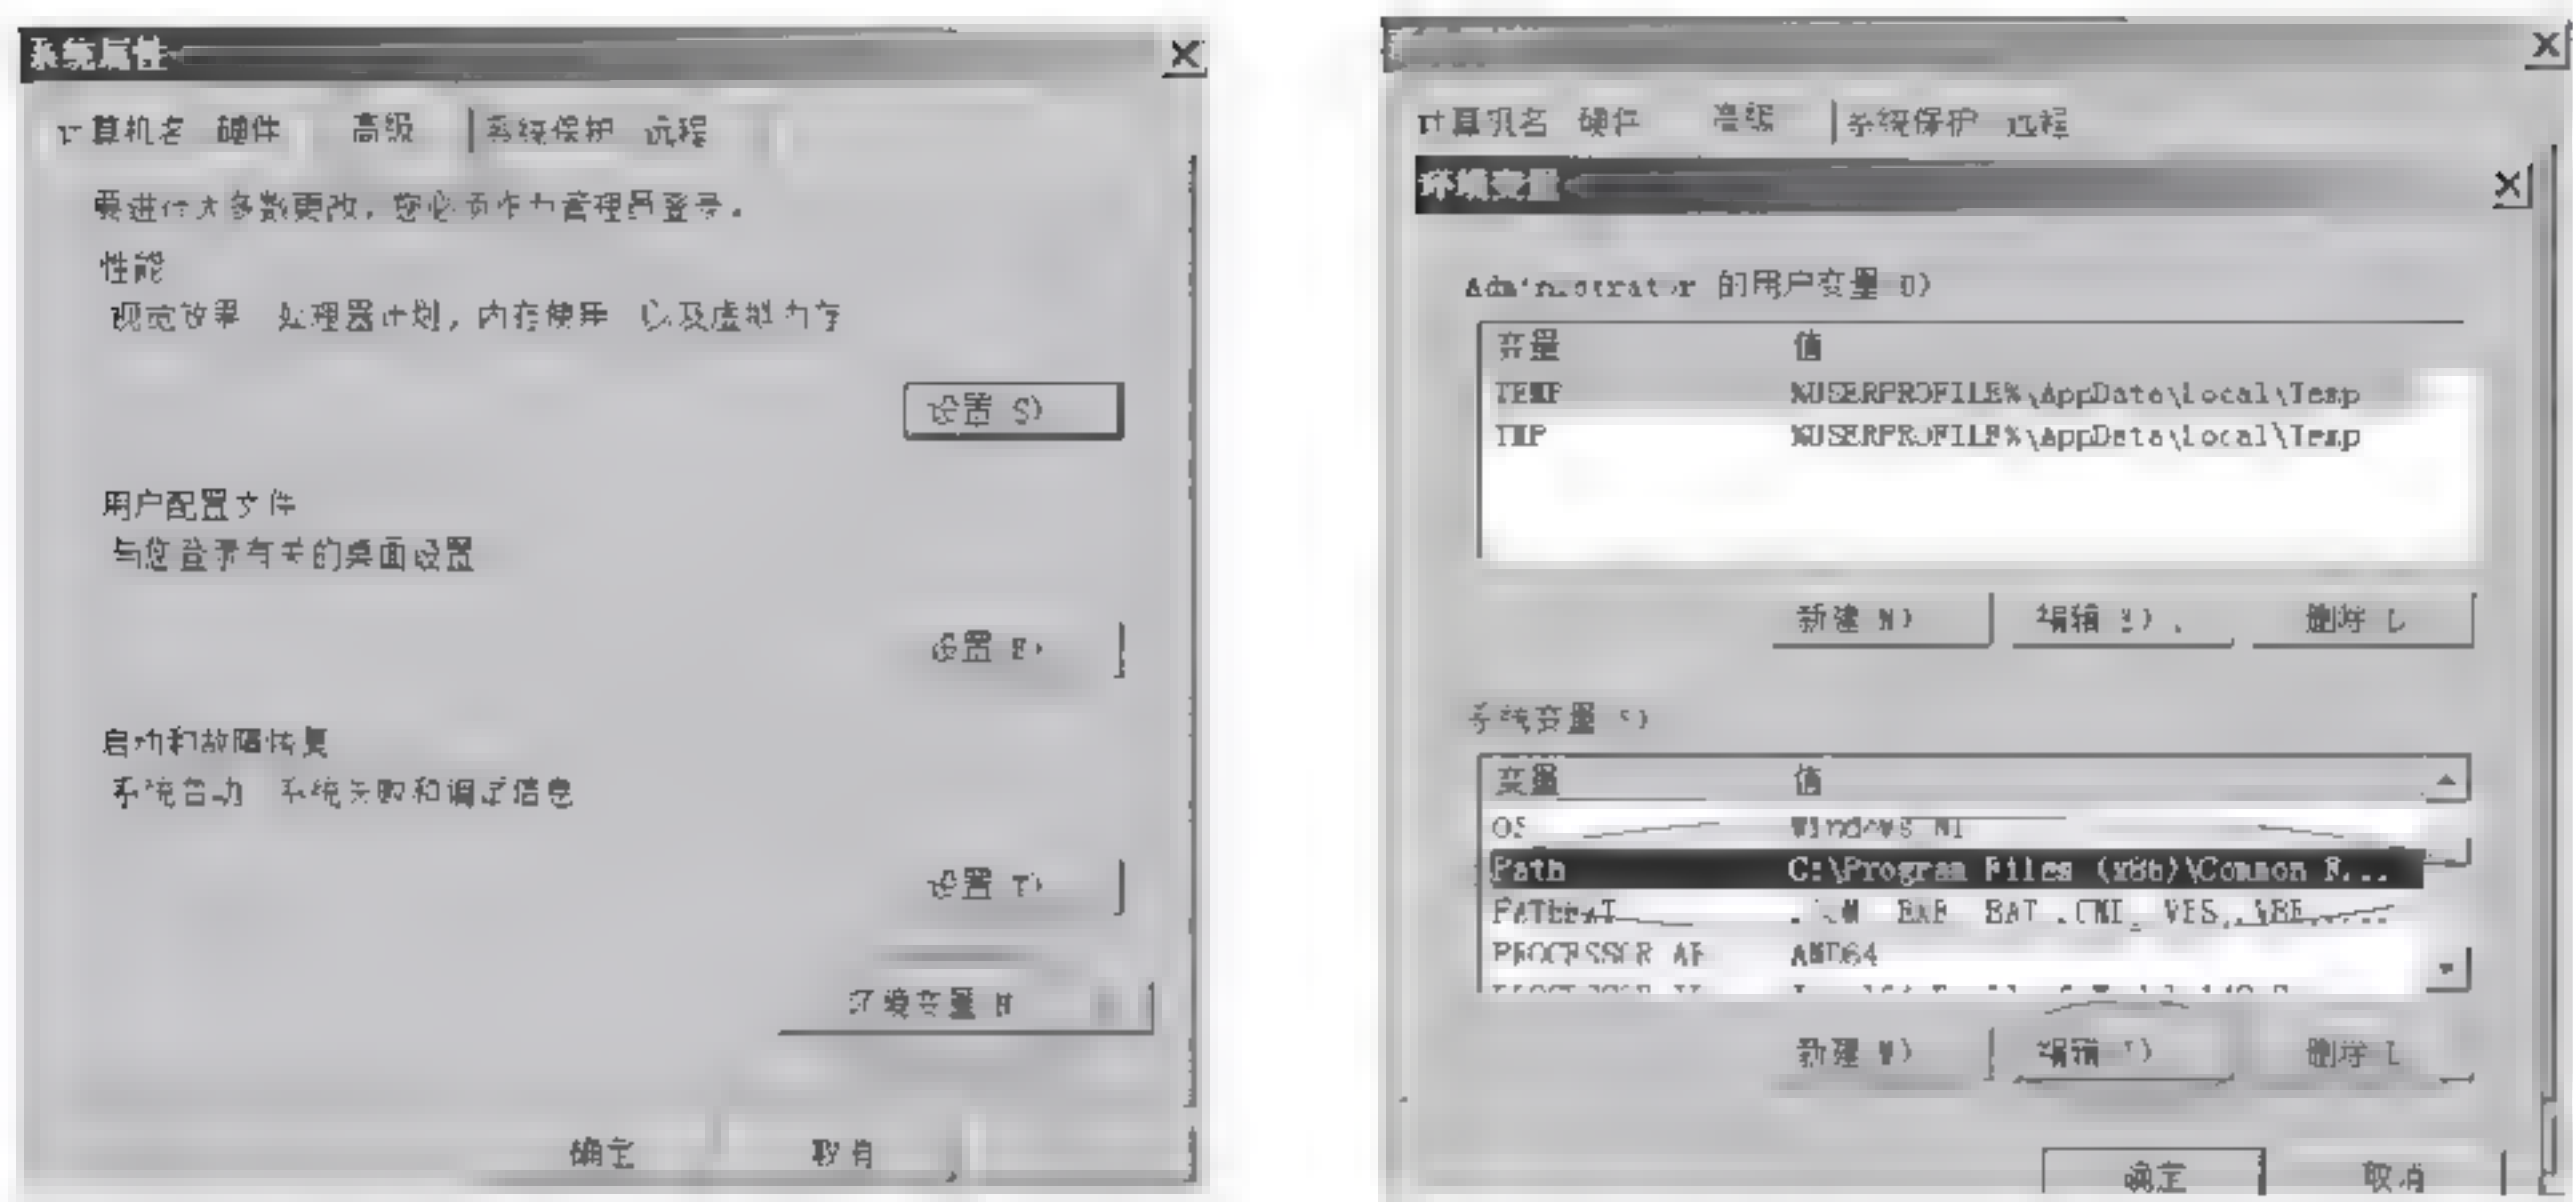 系统属性
计算机名 硬件 高级 系统保护 远程
要进行大多数更改，您必须作为管理员登录。
性能
视觉效果 处理器计划，内存使用 以及虚拟内存
设置 S)
用户配置文件
与您登录有关的桌面设置
设置 E)
启动和故障恢复
系统启动 系统失败和调试信息
设置 T)
环境变量 N
确定 取消
计算机名 硬件 高级 系统保护 远程
环境变量
Administrator 的用户变量 U)
变量 值
TEMP %USERPROFILE%\AppData\Local\Temp
TMP %USERPROFILE%\AppData\Local\Temp
新建 N) 编辑 删除
系统变量 S)
变量 值
OS Windows_NT
Path C:\Program Files (x86)\Common F...
PATHEXT .COM .EXE .BAT .CMD .VBS .VBE
PROCESSOR_AR AMD64
新建 W) 编辑 I) 删除 L
确定 取消